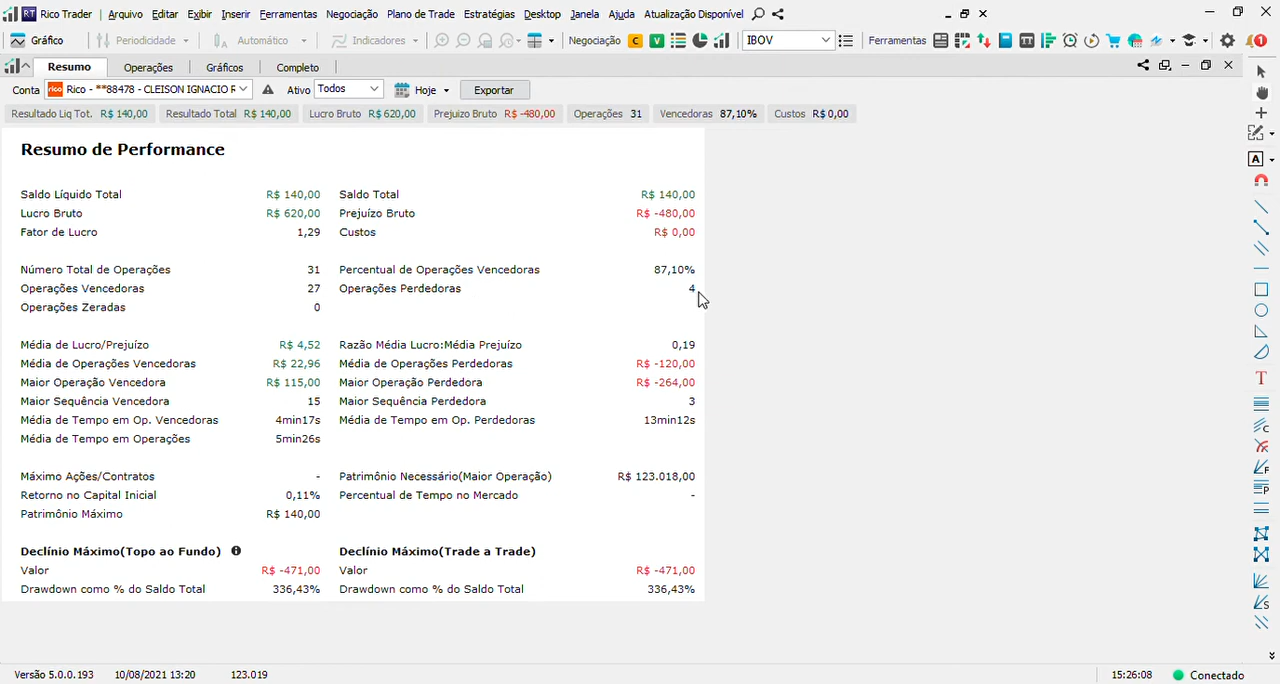 RT Rico Trader Arquivo Editar Exibir Inserir Ferramentas Negociação Plano de Trade Estratégias Desktop Janela Ajuda Atualização Disponível
Gráfico Periodicidade Automático Indicadores Negociação C V IBOV Ferramentas 1
Resumo Operações Gráficos Completo
Conta rico Rico - **88478 - CLEISON IGNACIO R Ativo Todos Hoje Exportar
Resultado Liq Tot. R$ 140,00 Resultado Total R$ 140,00 Lucro Bruto R$ 620,00 Prejuizo Bruto R$ -480,00 Operações 31 Vencedoras 87,10% Custos R$ 0,00
Resumo de Performance
Saldo Líquido Total R$ 140,00 Saldo Total R$ 140,00
Lucro Bruto R$ 620,00 Prejuízo Bruto R$ -480,00
Fator de Lucro 1,29 Custos R$ 0,00
Número Total de Operações 31 Percentual de Operações Vencedoras 87,10%
Operações Vencedoras 27 Operações Perdedoras 4
Operações Zeradas 0
Média de Lucro/Prejuízo R$ 4,52 Razão Média Lucro:Média Prejuízo 0,19
Média de Operações Vencedoras R$ 22,96 Média de Operações Perdedoras R$ -120,00
Maior Operação Vencedora R$ 115,00 Maior Operação Perdedora R$ -264,00
Maior Sequência Vencedora 15 Maior Sequência Perdedora 3
Média de Tempo em Op. Vencedoras 4min17s Média de Tempo em Op. Perdedoras 13min12s
Média de Tempo em Operações 5min26s
Máximo Ações/Contratos - Patrimônio Necessário(Maior Operação) R$ 123.018,00
Retorno no Capital Inicial 0,11% Percentual de Tempo no Mercado -
Patrimônio Máximo R$ 140,00
Declínio Máximo(Topo ao Fundo) Declínio Máximo(Trade a Trade)
Valor R$ -471,00 Valor R$ -471,00
Drawdown como % do Saldo Total 336,43% Drawdown como % do Saldo Total 336,43%
Versão 5.0.0.193 10/08/2021 13:20 123.019 15:26:08 Conectado